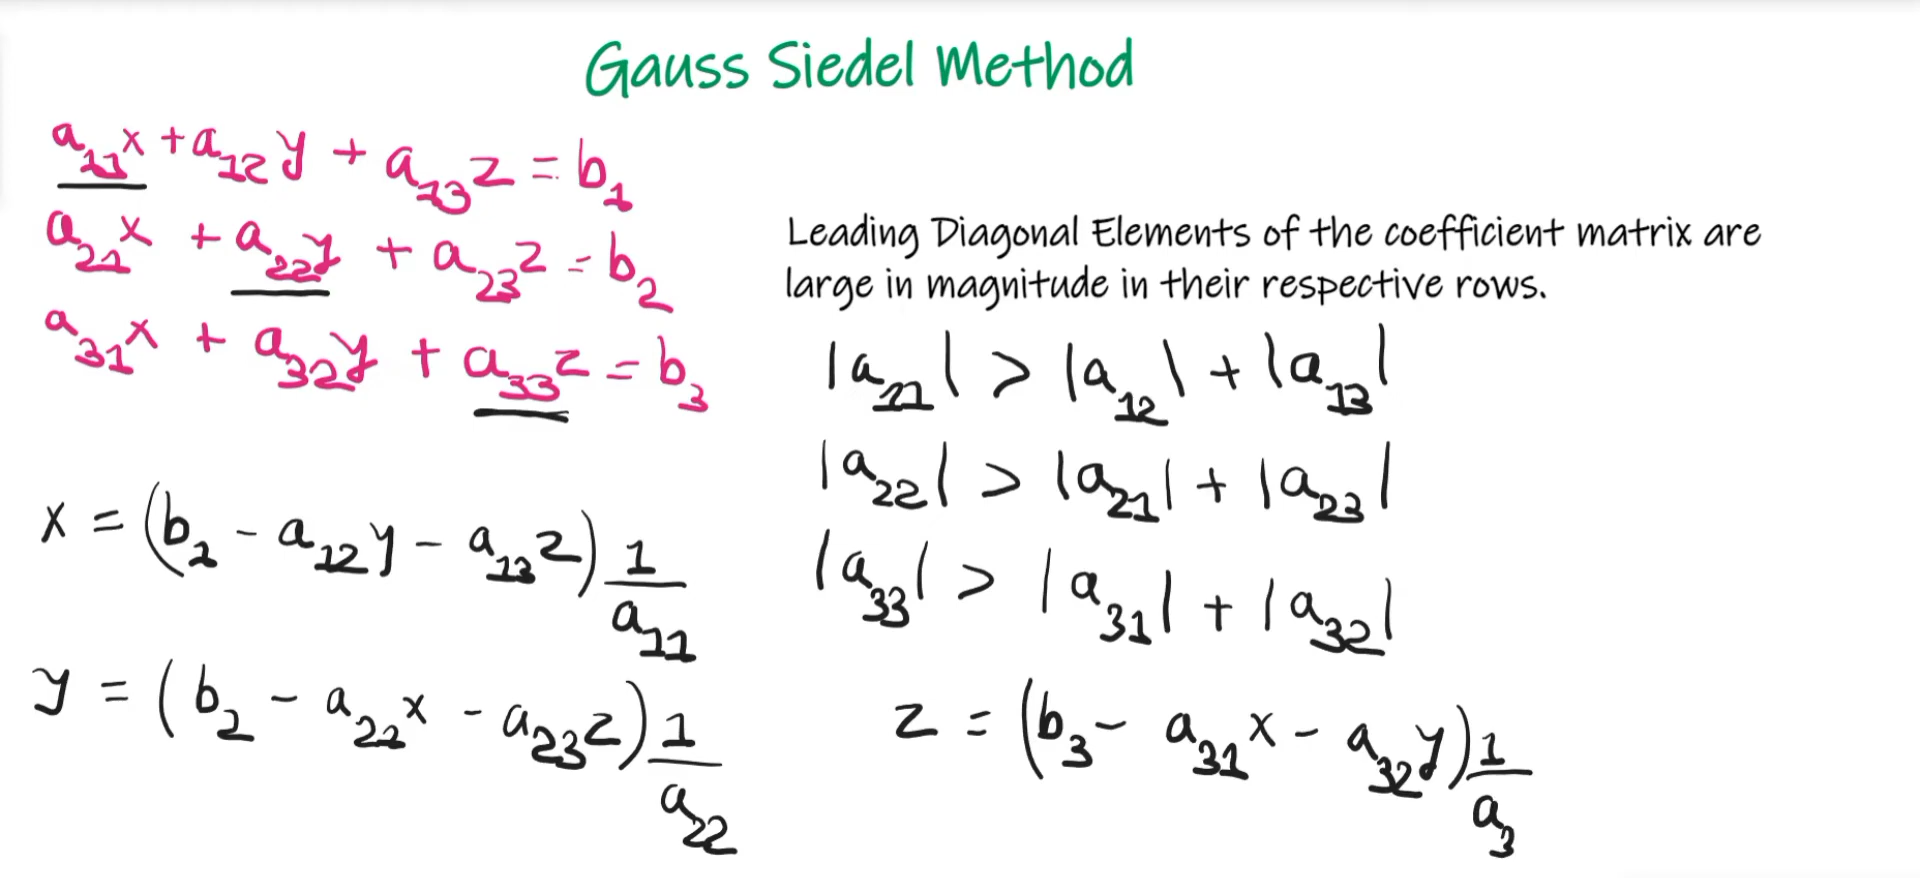 Gauss Siedel Method
a₁₁x + a₁₂y + a₁₃z = b₁
a₂₁x + a₂₂y + a₂₃z = b₂
a₃₁x + a₃₂y + a₃₃z = b₃
Leading Diagonal Elements of the coefficient matrix are
large in magnitude in their respective rows.
|a₁₁| > |a₁₂| + |a₁₃|
|a₂₂| > |a₂₁| + |a₂₃|
|a₃₃| > |a₃₁| + |a₃₂|
x = (b₁ - a₁₂y - a₁₃z) 1/a₁₁
y = (b₂ - a₂₁x - a₂₃z) 1/a₂₂
z = (b₃ - a₃₁x - a₃₂y) 1/a₃